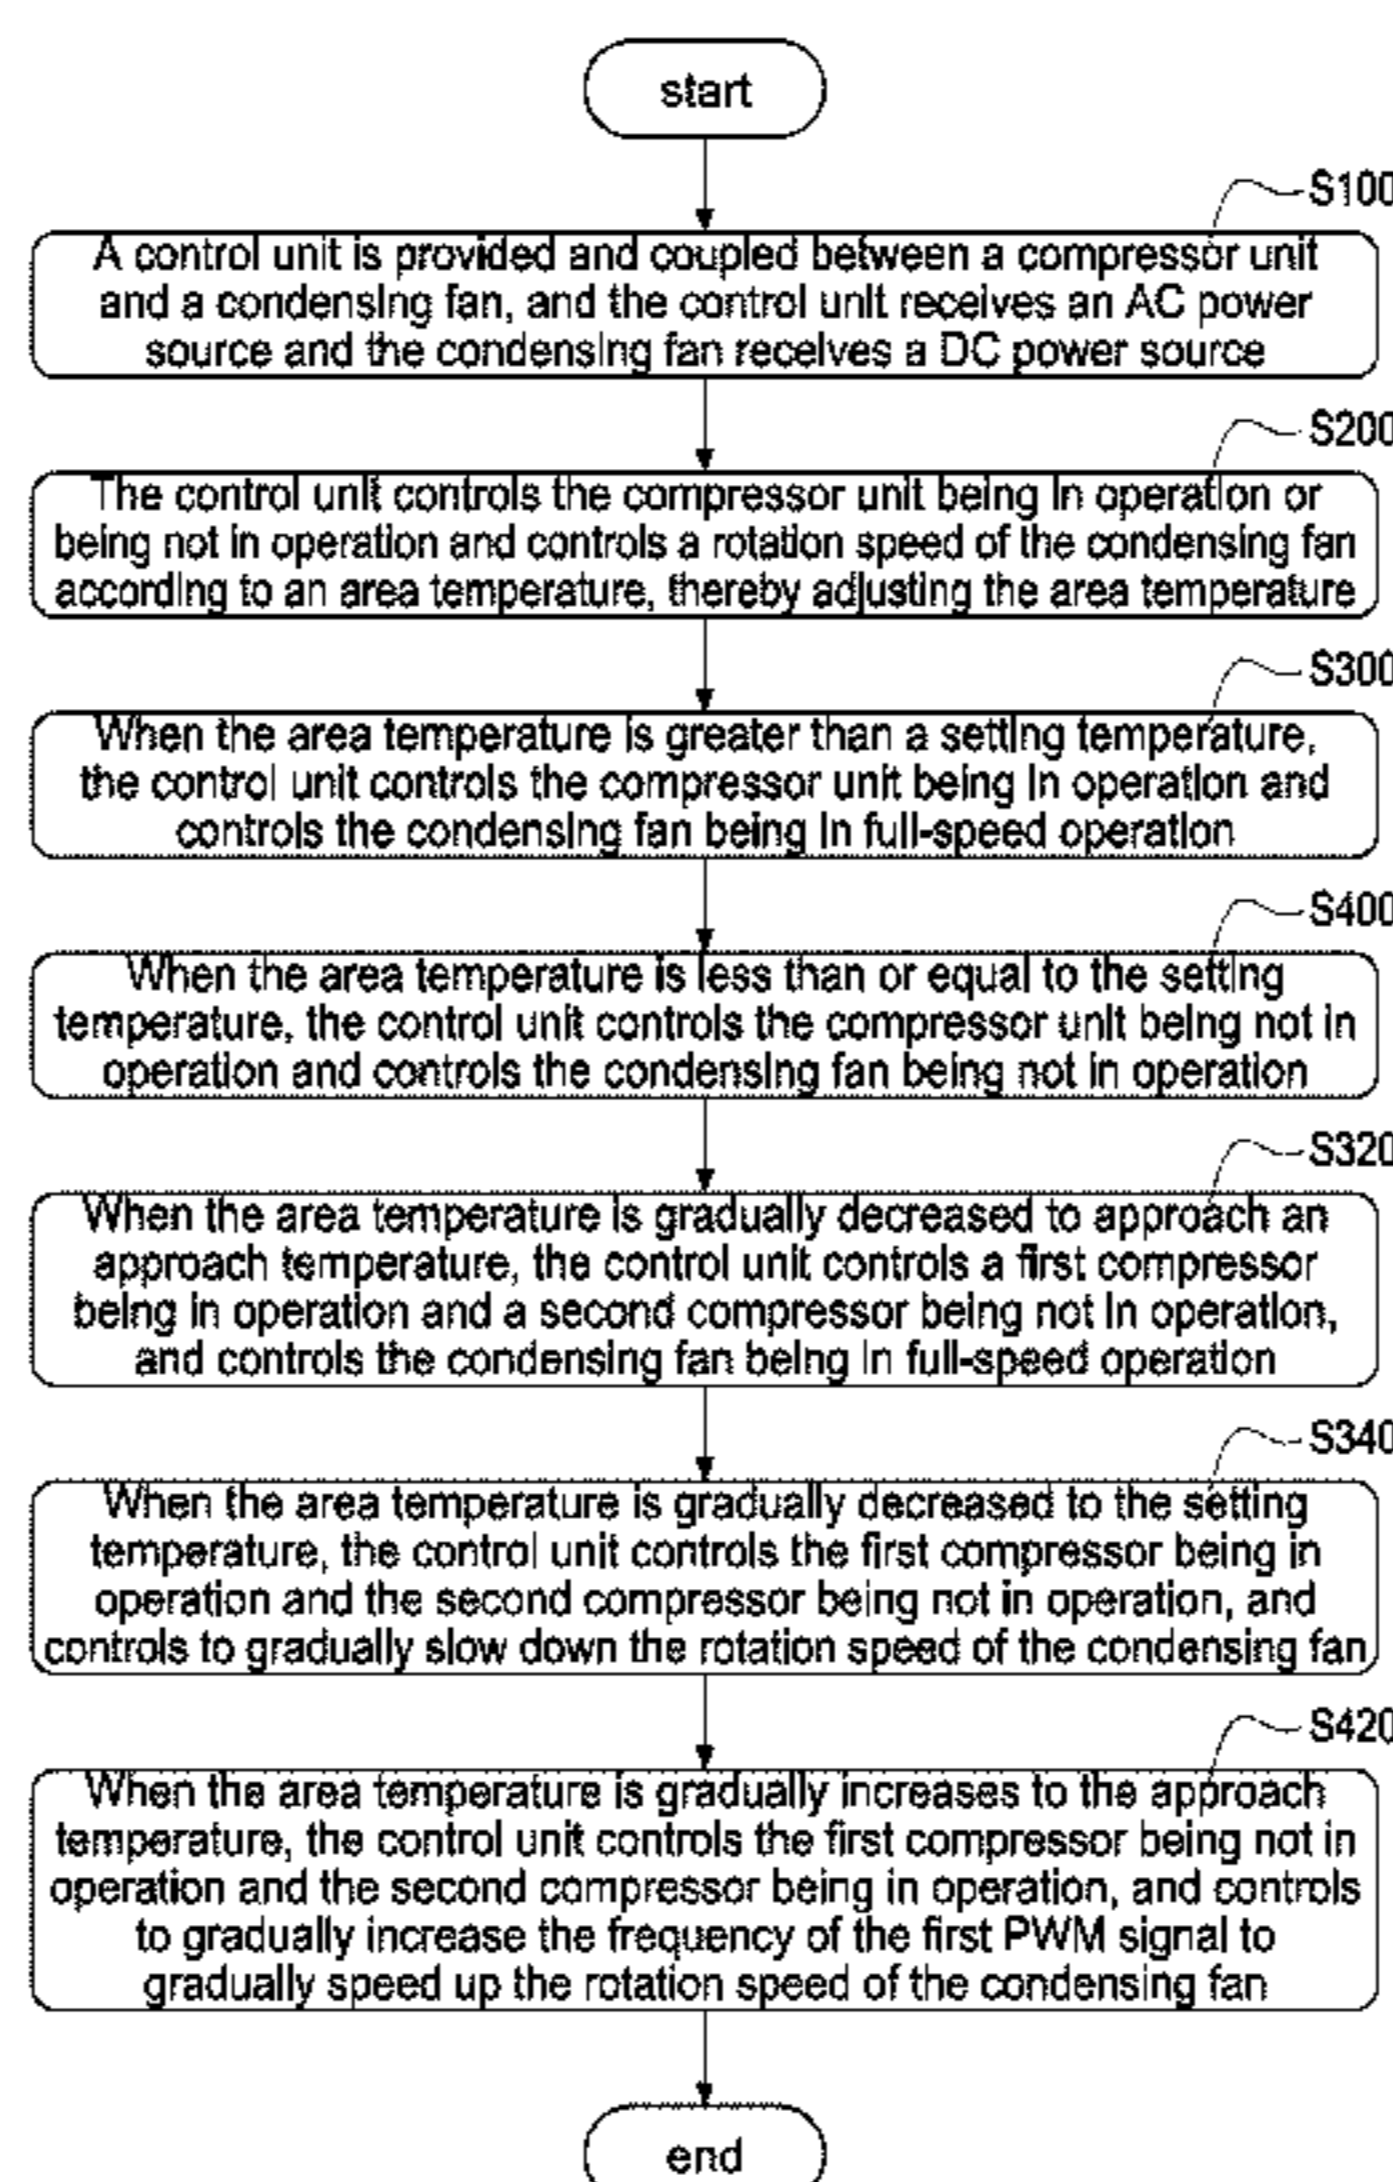 start
S100
A control unit is provided and coupled between a compressor unit
and a condensing fan, and the control unit receives an AC power
source and the condensing fan receives a DC power source
S200
The control unit controls the compressor unit being in operation or
being not in operation and controls a rotation speed of the condensing fan
according to an area temperature, thereby adjusting the area temperature
S300
When the area temperature is greater than a setting temperature,
the control unit controls the compressor unit being in operation and
controls the condensing fan being in full-speed operation
S400
When the area temperature is less than or equal to the setting
temperature, the control unit controls the compressor unit being not in
operation and controls the condensing fan being not in operation
S320
When the area temperature is gradually decreased to approach an
approach temperature, the control unit controls a first compressor
being in operation and a second compressor being not in operation,
and controls the condensing fan being in full-speed operation
S340
When the area temperature is gradually decreased to the setting
temperature, the control unit controls the first compressor being in
operation and the second compressor being not in operation, and
controls to gradually slow down the rotation speed of the condensing fan
S420
When the area temperature is gradually increases to the approach
temperature, the control unit controls the first compressor being not in
operation and the second compressor being in operation, and controls
to gradually increase the frequency of the first PWM signal to
gradually speed up the rotation speed of the condensing fan
end